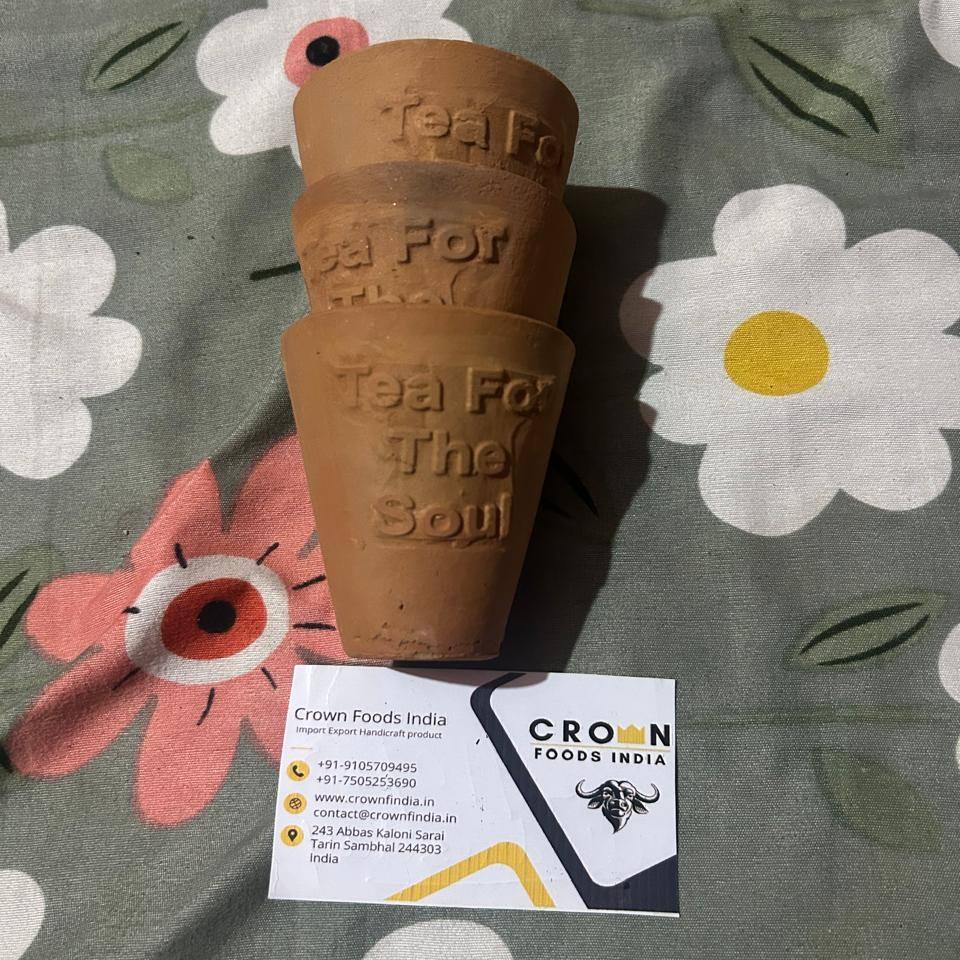 Tea Fo
Tea For
The
Tea For
The
Soul
Crown Foods India
Import Export Handicraft product
+91-9105709495
+91-7505253690
www.crownfindia.in
contact@crownfindia.in
243 Abbas Kaloni Sarai
Tarin Sambhal 244303
India
CROWN
FOODS INDIA